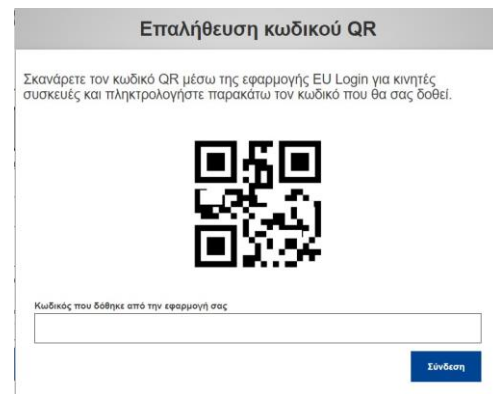 Επαλήθευση κωδικού QR
Σκανάρετε τον κωδικό QR μέσω της εφαρμογής EU Login για κινητές
συσκευές και πληκτρολογήστε παρακάτω τον κωδικό που θα σας δοθεί.
Κωδικός που δόθηκε από την εφαρμογή σας
Σύνδεση